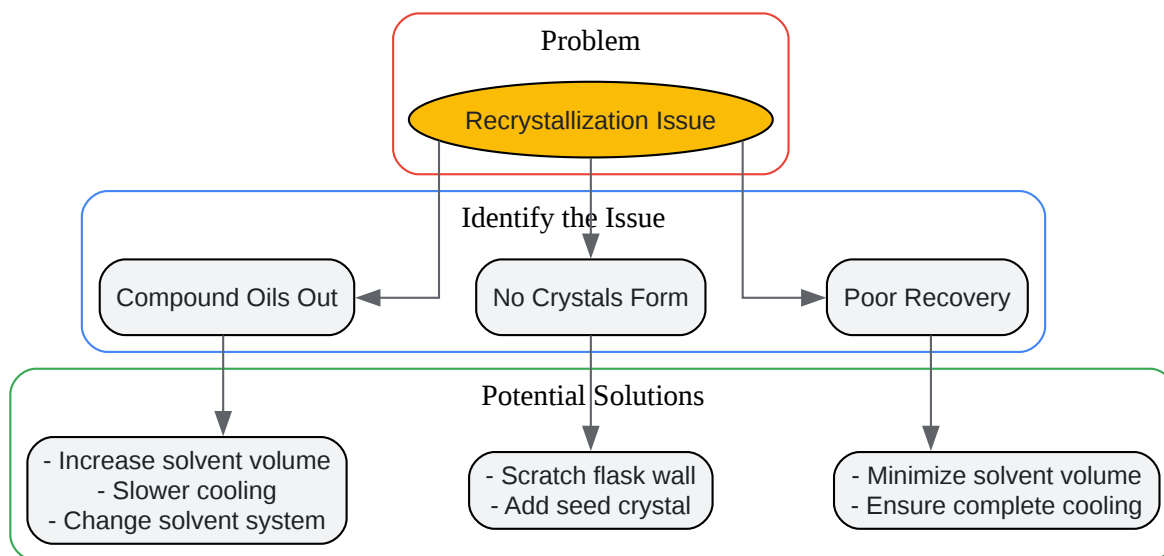 Problem
Recrystallization Issue
Identify the Issue
Compound Oils Out
No Crystals Form
Poor Recovery
Potential Solutions
- Increase solvent volume
- Slower cooling
- Change solvent system
- Scratch flask wall
- Add seed crystal
- Minimize solvent volume
- Ensure complete cooling